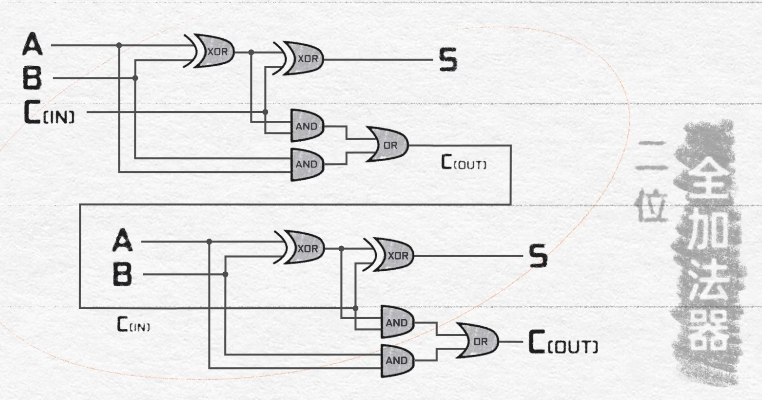 A
XOR
XOR
S
B
C(IN)
AND
OR
AND
C(OUT)
二位
全加法器
A
XOR
XOR
S
B
C(IN)
AND
OR
C(OUT)
AND